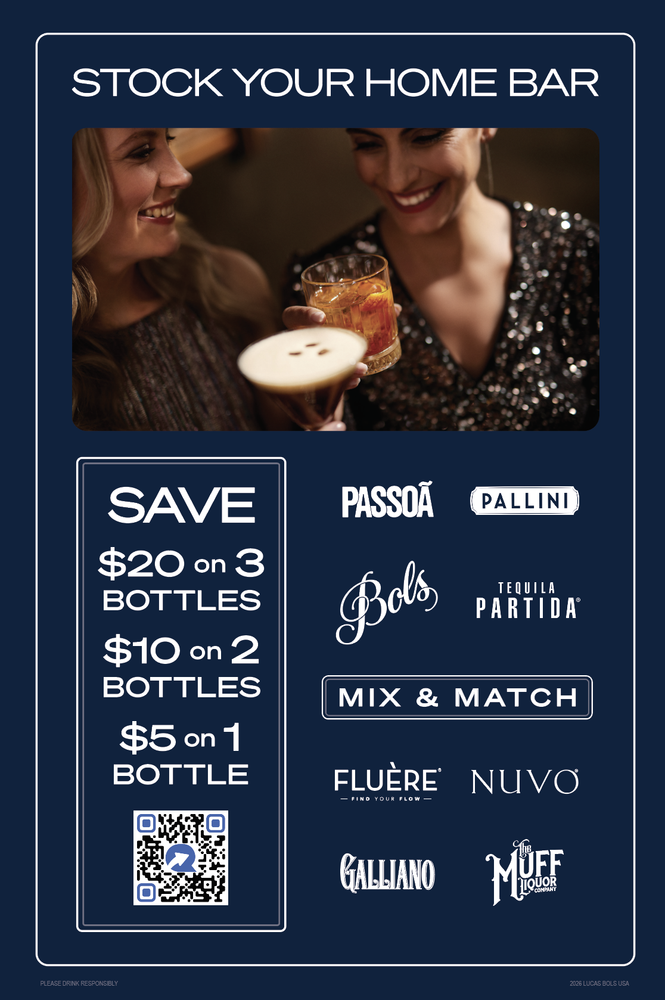 STOCK YOUR HOME BAR
SAVE
$20 on 3
BOTTLES
$10 on 2
BOTTLES
$5 on 1
BOTTLE
PASSOÃ
PALLINI
Bols
TEQUILA
PARTIDA®
MIX & MATCH
FLUÈRE®
— FIND YOUR FLOW —
NUVO®
GALLIANO
The
MUFF
LIQUOR
COMPANY
PLEASE DRINK RESPONSIBLY
2026 LUCAS BOLS USA